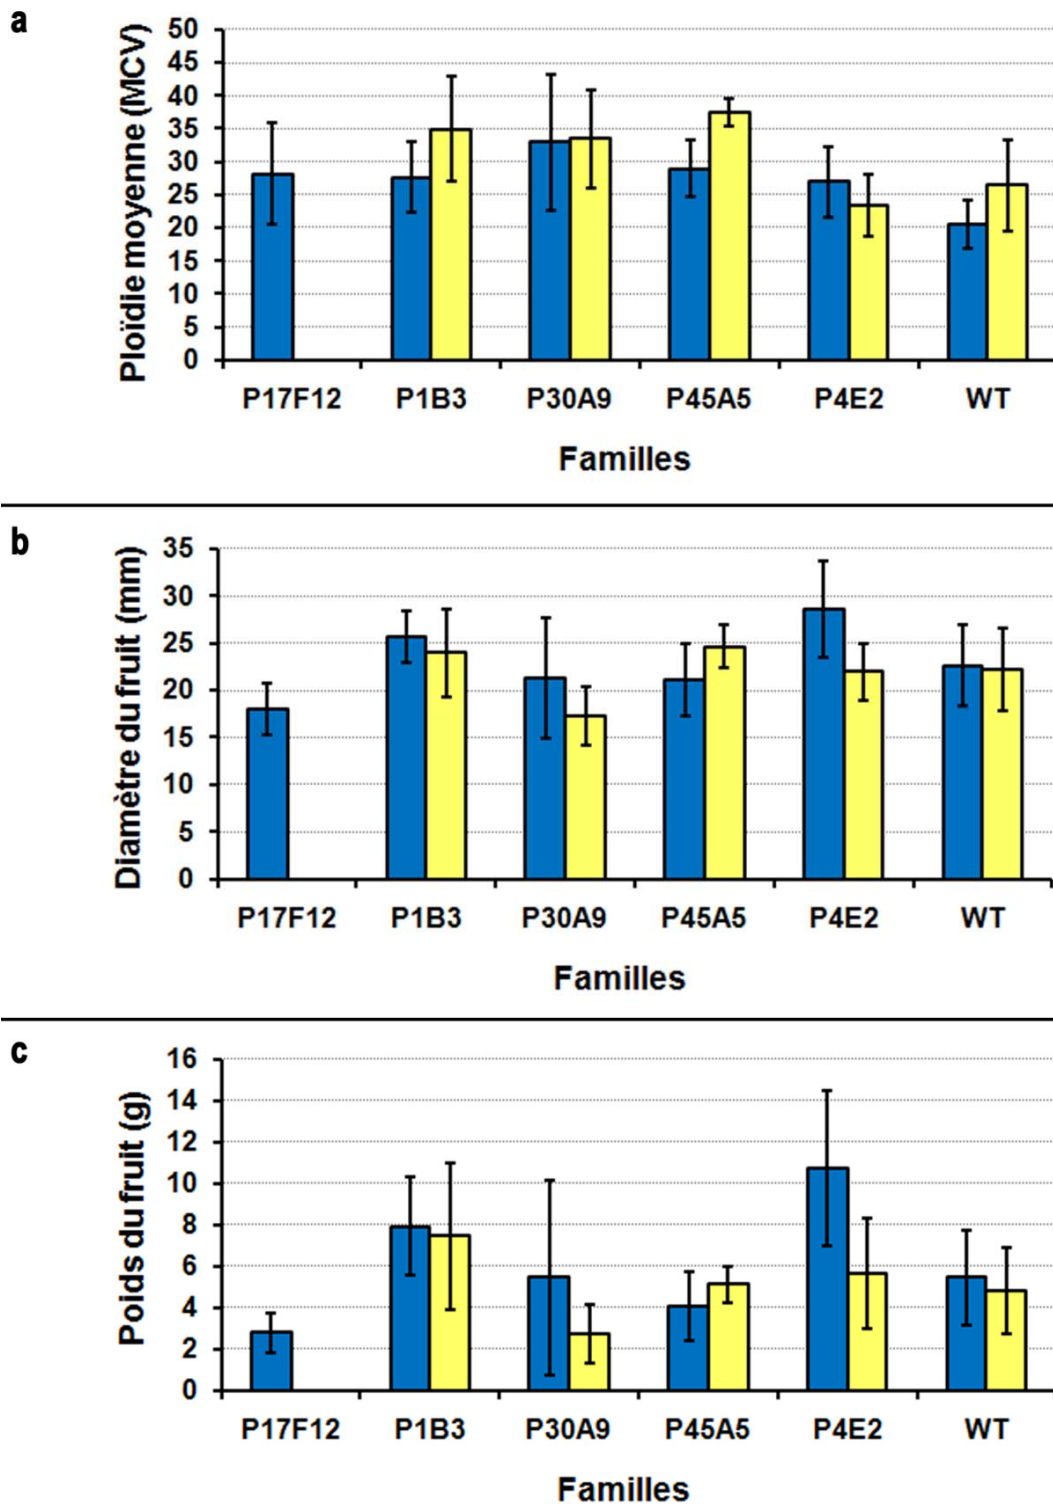 a
Ploïdie moyenne (MCV)
50
45
40
35
30
25
20
15
10
5
0
P17F12 P1B3 P30A9 P45A5 P4E2 WT
Familles
b
Diamètre du fruit (mm)
35
30
25
20
15
10
5
0
P17F12 P1B3 P30A9 P45A5 P4E2 WT
Familles
c
Poids du fruit (g)
16
14
12
10
8
6
4
2
0
P17F12 P1B3 P30A9 P45A5 P4E2 WT
Familles